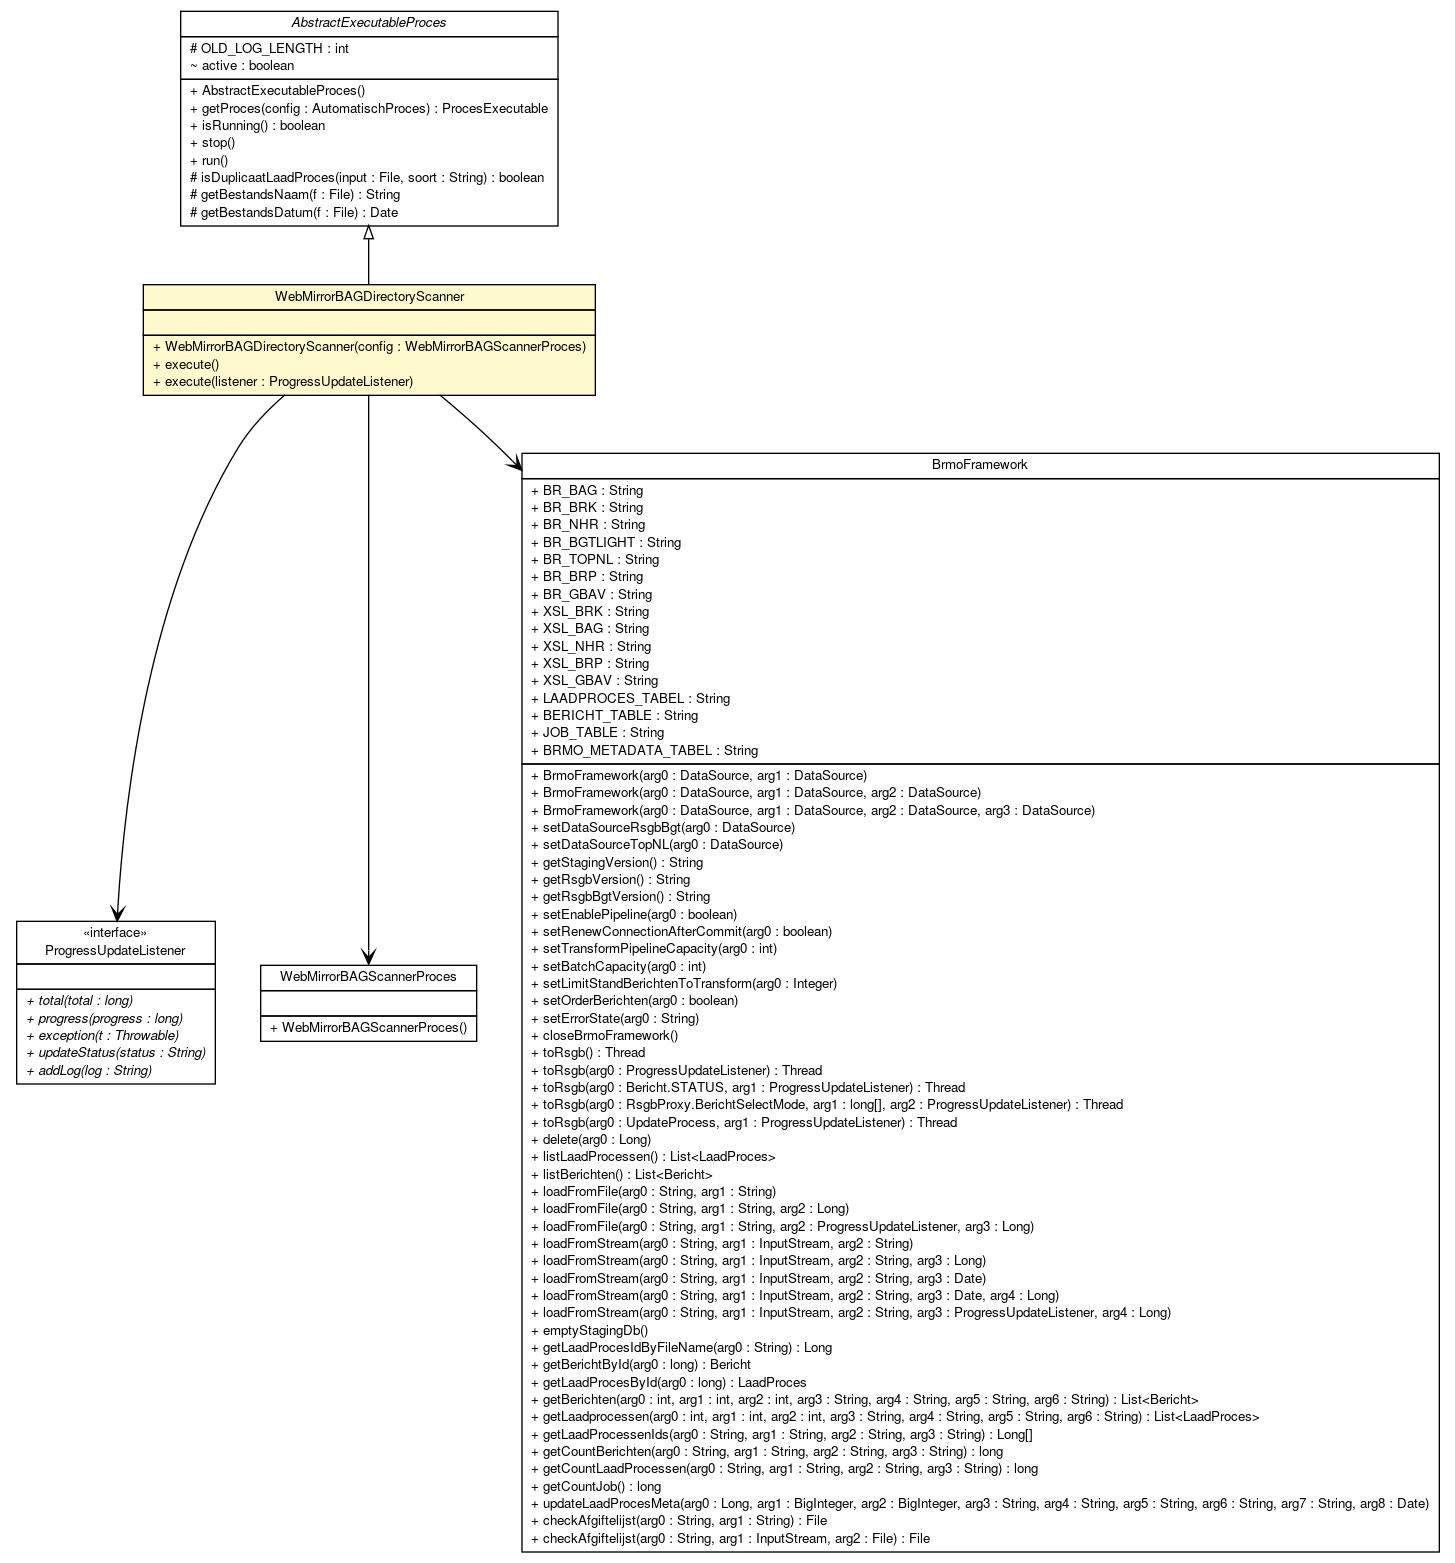 AbstractExecutableProces
# OLD_LOG_LENGTH : int
~ active : boolean
+ AbstractExecutableProces()
+ getProces(config : AutomatischProces) : ProcesExecutable
+ isRunning() : boolean
+ stop()
+ run()
# isDuplicaatLaadProces(input : File, soort : String) : boolean
# getBestandsNaam(f : File) : String
# getBestandsDatum(f : File) : Date
WebMirrorBAGDirectoryScanner
+ WebMirrorBAGDirectoryScanner(config : WebMirrorBAGScannerProces)
+ execute()
+ execute(listener : ProgressUpdateListener)
«interface»
ProgressUpdateListener
+ total(total : long)
+ progress(progress : long)
+ exception(t : Throwable)
+ updateStatus(status : String)
+ addLog(log : String)
WebMirrorBAGScannerProces
+ WebMirrorBAGScannerProces()
BrmoFramework
+ BR_BAG : String
+ BR_BRK : String
+ BR_NHR : String
+ BR_BGTLIGHT : String
+ BR_TOPNL : String
+ BR_BRP : String
+ BR_GBAV : String
+ XSL_BRK : String
+ XSL_BAG : String
+ XSL_NHR : String
+ XSL_BRP : String
+ XSL_GBAV : String
+ LAADPROCES_TABEL : String
+ BERICHT_TABLE : String
+ JOB_TABLE : String
+ BRMO_METADATA_TABEL : String
+ BrmoFramework(arg0 : DataSource, arg1 : DataSource)
+ BrmoFramework(arg0 : DataSource, arg1 : DataSource, arg2 : DataSource)
+ BrmoFramework(arg0 : DataSource, arg1 : DataSource, arg2 : DataSource, arg3 : DataSource)
+ setDataSourceRsgbBgt(arg0 : DataSource)
+ setDataSourceTopNL(arg0 : DataSource)
+ getStagingVersion() : String
+ getRsgbVersion() : String
+ getRsgbBgtVersion() : String
+ setEnablePipeline(arg0 : boolean)
+ setRenewConnectionAfterCommit(arg0 : boolean)
+ setTransformPipelineCapacity(arg0 : int)
+ setBatchCapacity(arg0 : int)
+ setLimitStandBerichtenToTransform(arg0 : Integer)
+ setOrderBerichten(arg0 : boolean)
+ setErrorState(arg0 : String)
+ closeBrmoFramework()
+ toRsgb() : Thread
+ toRsgb(arg0 : ProgressUpdateListener) : Thread
+ toRsgb(arg0 : Bericht.STATUS, arg1 : ProgressUpdateListener) : Thread
+ toRsgb(arg0 : RsgbProxy.BerichtSelectMode, arg1 : long[], arg2 : ProgressUpdateListener) : Thread
+ toRsgb(arg0 : UpdateProcess, arg1 : ProgressUpdateListener) : Thread
+ delete(arg0 : Long)
+ listLaadProcessen() : List<LaadProces>
+ listBerichten() : List<Bericht>
+ loadFromFile(arg0 : String, arg1 : String)
+ loadFromFile(arg0 : String, arg1 : String, arg2 : Long)
+ loadFromFile(arg0 : String, arg1 : String, arg2 : ProgressUpdateListener, arg3 : Long)
+ loadFromStream(arg0 : String, arg1 : InputStream, arg2 : String)
+ loadFromStream(arg0 : String, arg1 : InputStream, arg2 : String, arg3 : Long)
+ loadFromStream(arg0 : String, arg1 : InputStream, arg2 : String, arg3 : Date)
+ loadFromStream(arg0 : String, arg1 : InputStream, arg2 : String, arg3 : Date, arg4 : Long)
+ loadFromStream(arg0 : String, arg1 : InputStream, arg2 : String, arg3 : ProgressUpdateListener, arg4 : Long)
+ emptyStagingDb()
+ getLaadProcesIdByFileName(arg0 : String) : Long
+ getBerichtById(arg0 : long) : Bericht
+ getLaadProcesById(arg0 : long) : LaadProces
+ getBerichten(arg0 : int, arg1 : int, arg2 : int, arg3 : String, arg4 : String, arg5 : String, arg6 : String) : List<Bericht>
+ getLaadprocessen(arg0 : int, arg1 : int, arg2 : int, arg3 : String, arg4 : String, arg5 : String, arg6 : String) : List<LaadProces>
+ getLaadProcessenIds(arg0 : String, arg1 : String, arg2 : String, arg3 : String) : Long[]
+ getCountBerichten(arg0 : String, arg1 : String, arg2 : String, arg3 : String) : long
+ getCountLaadProcessen(arg0 : String, arg1 : String, arg2 : String, arg3 : String) : long
+ getCountJob() : long
+ updateLaadProcesMeta(arg0 : Long, arg1 : BigInteger, arg2 : BigInteger, arg3 : String, arg4 : String, arg5 : String, arg6 : String, arg7 : String, arg8 : Date)
+ checkAfgiftelijst(arg0 : String, arg1 : String) : File
+ checkAfgiftelijst(arg0 : String, arg1 : InputStream, arg2 : File) : File